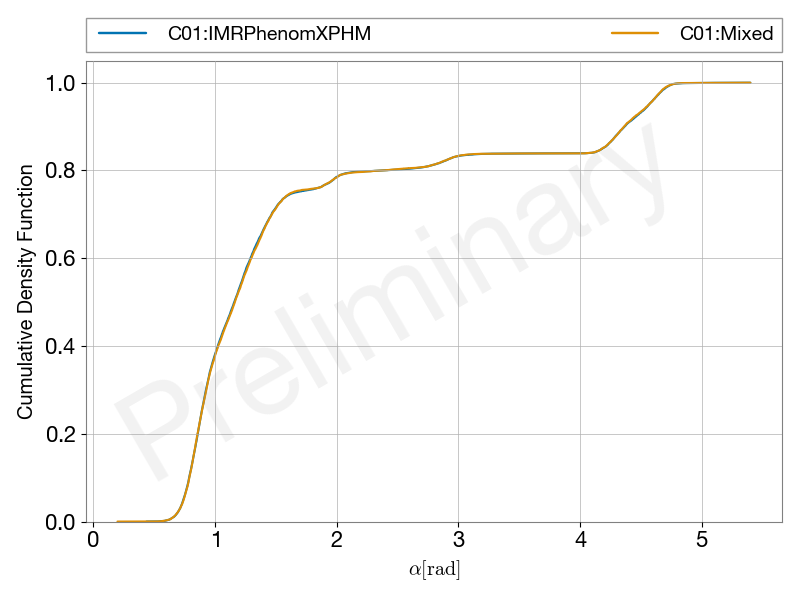 C01:IMRPhenomXPHM C01:Mixed
1.0
0.8
0.6
0.4
0.2
0.0
Cumulative Density Function
Preliminary
0 1 2 3 4 5
α[rad]